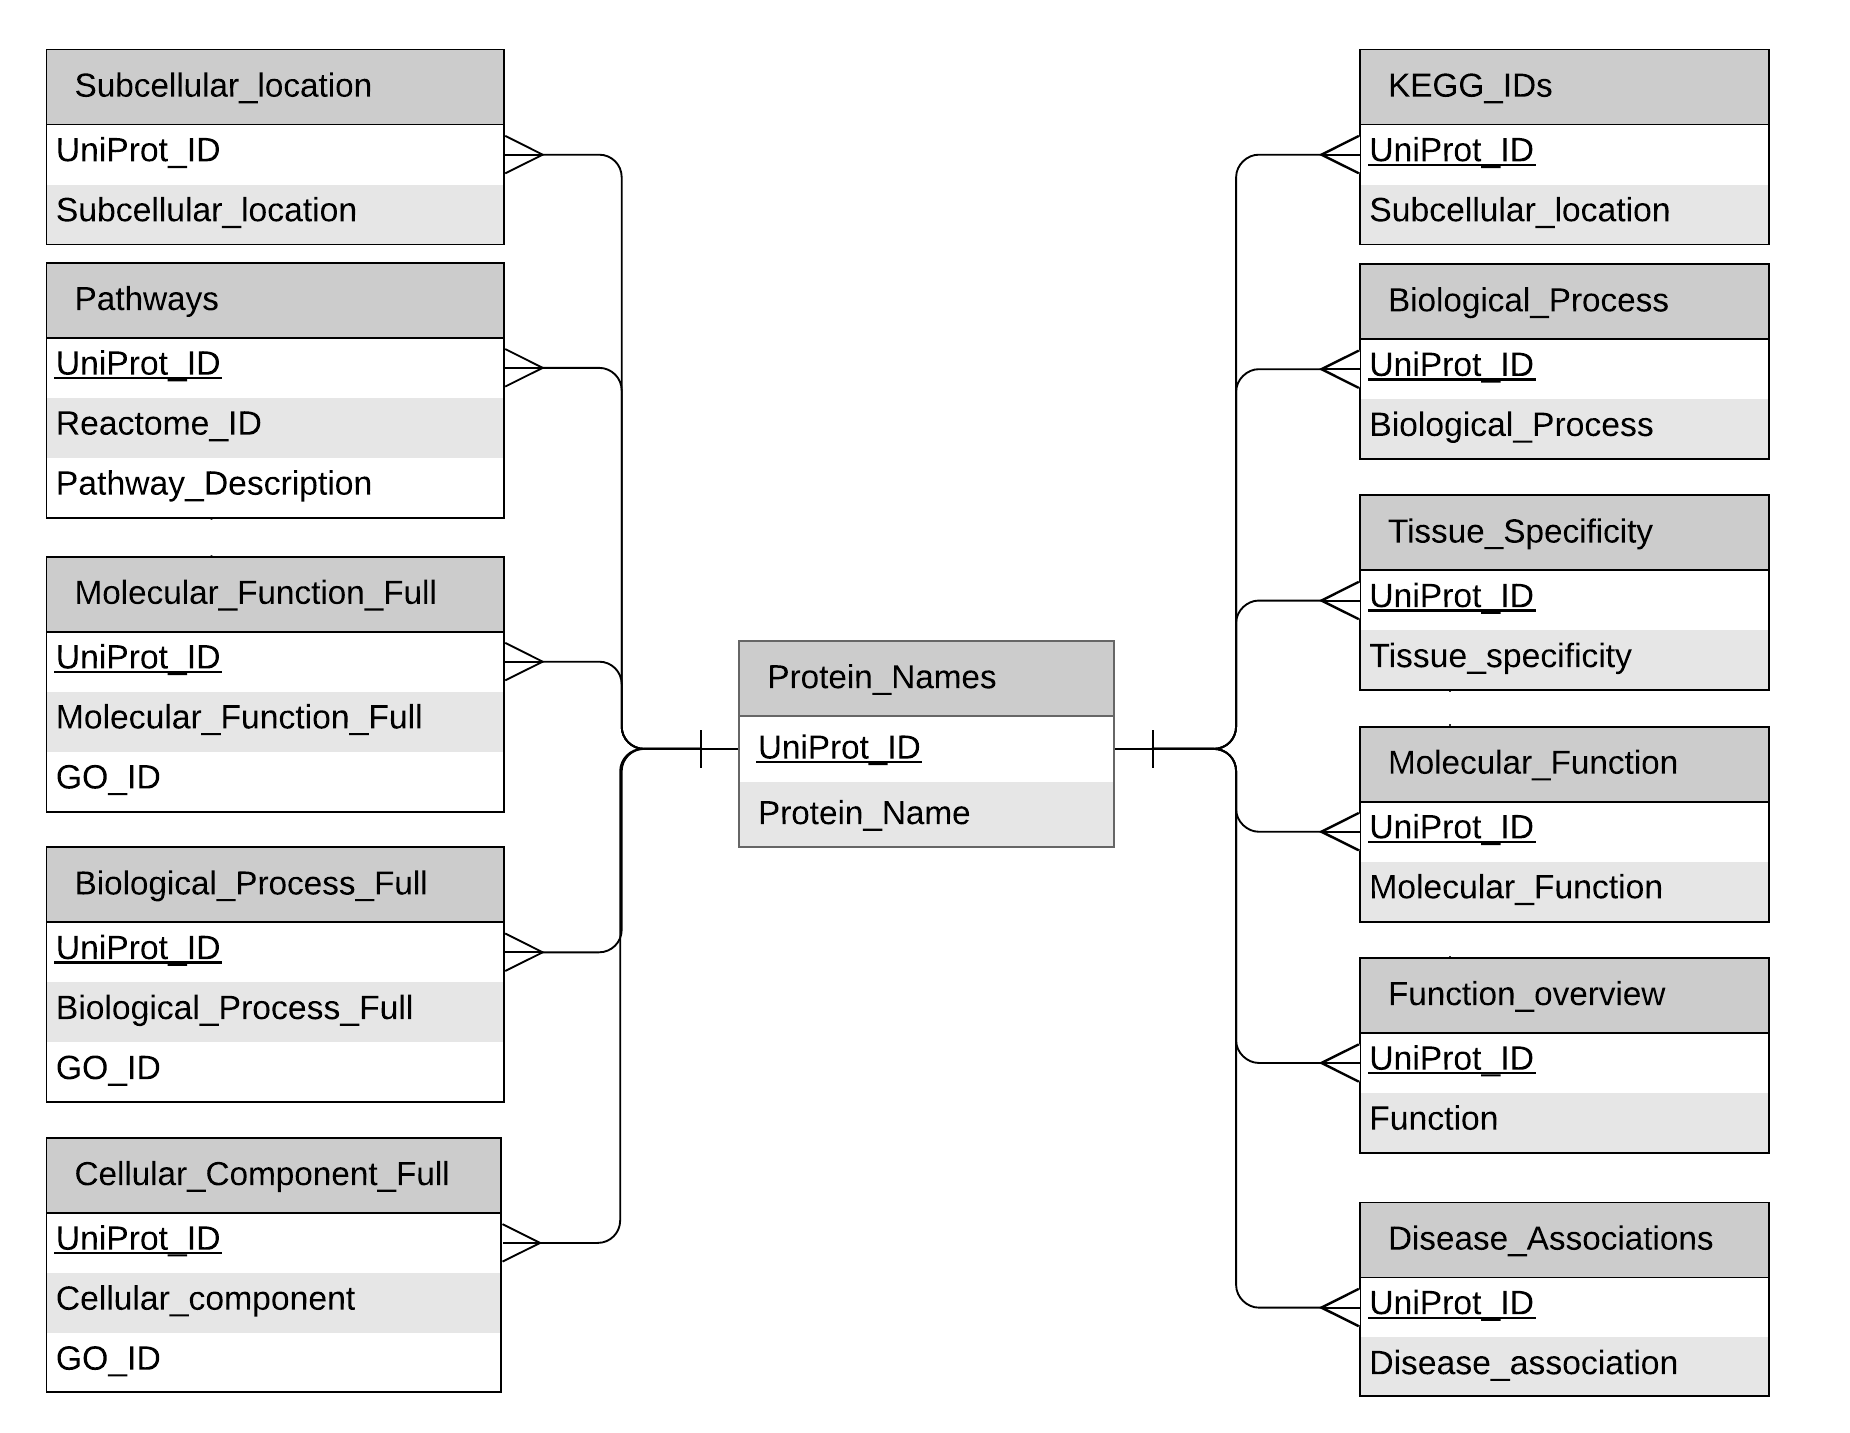 Subcellular_location
UniProt_ID
Subcellular_location
Pathways
UniProt_ID
Reactome_ID
Pathway_Description
Molecular_Function_Full
UniProt_ID
Molecular_Function_Full
GO_ID
Biological_Process_Full
UniProt_ID
Biological_Process_Full
GO_ID
Cellular_Component_Full
UniProt_ID
Cellular_component
GO_ID
Protein_Names
UniProt_ID
Protein_Name
KEGG_IDs
UniProt_ID
Subcellular_location
Biological_Process
UniProt_ID
Biological_Process
Tissue_Specificity
UniProt_ID
Tissue_specificity
Molecular_Function
UniProt_ID
Molecular_Function
Function_overview
UniProt_ID
Function
Disease_Associations
UniProt_ID
Disease_association